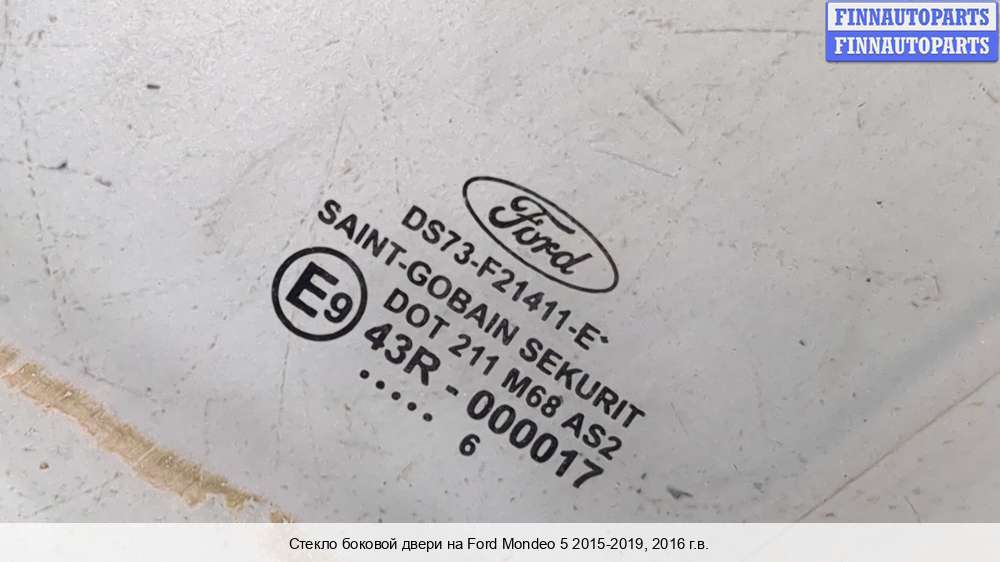 FINNAUTOPARTS
FINNAUTOPARTS
Ford
DS73-F21411-E*
SAINT-GOBAIN SEKURIT
DOT 211 M68 AS2
E9
43R - 000017
.....
6
Стекло боковой двери на Ford Mondeo 5 2015-2019, 2016 г.в.